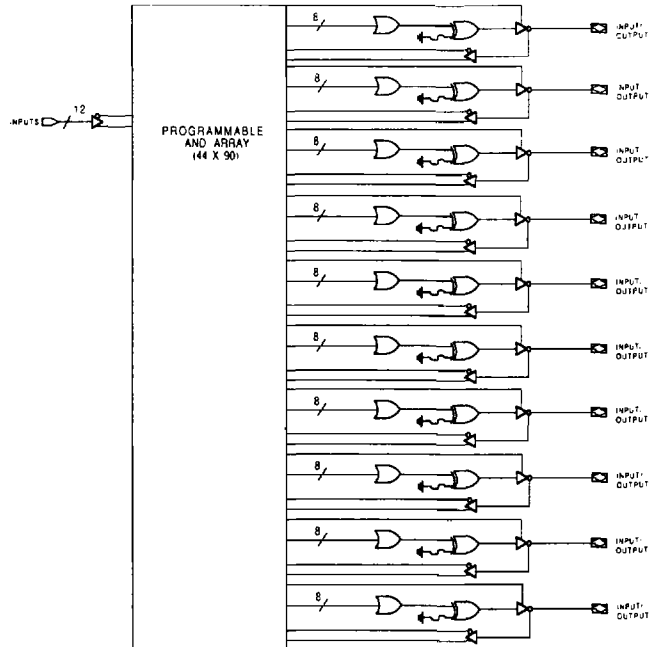 8
INPUT/
OUTPUT
8
INPUT
OUTPUT
12
INPUTS
PROGRAMMABLE
AND ARRAY
(44 X 90)
8
INPUT
OUTPUT
8
INPUT
OUTPUT
8
INPUT/
OUTPUT
8
INPUT/
OUTPUT
8
INPUT/
OUTPUT
8
INPUT/
OUTPUT
8
INPUT/
OUTPUT
8
INPUT/
OUTPUT